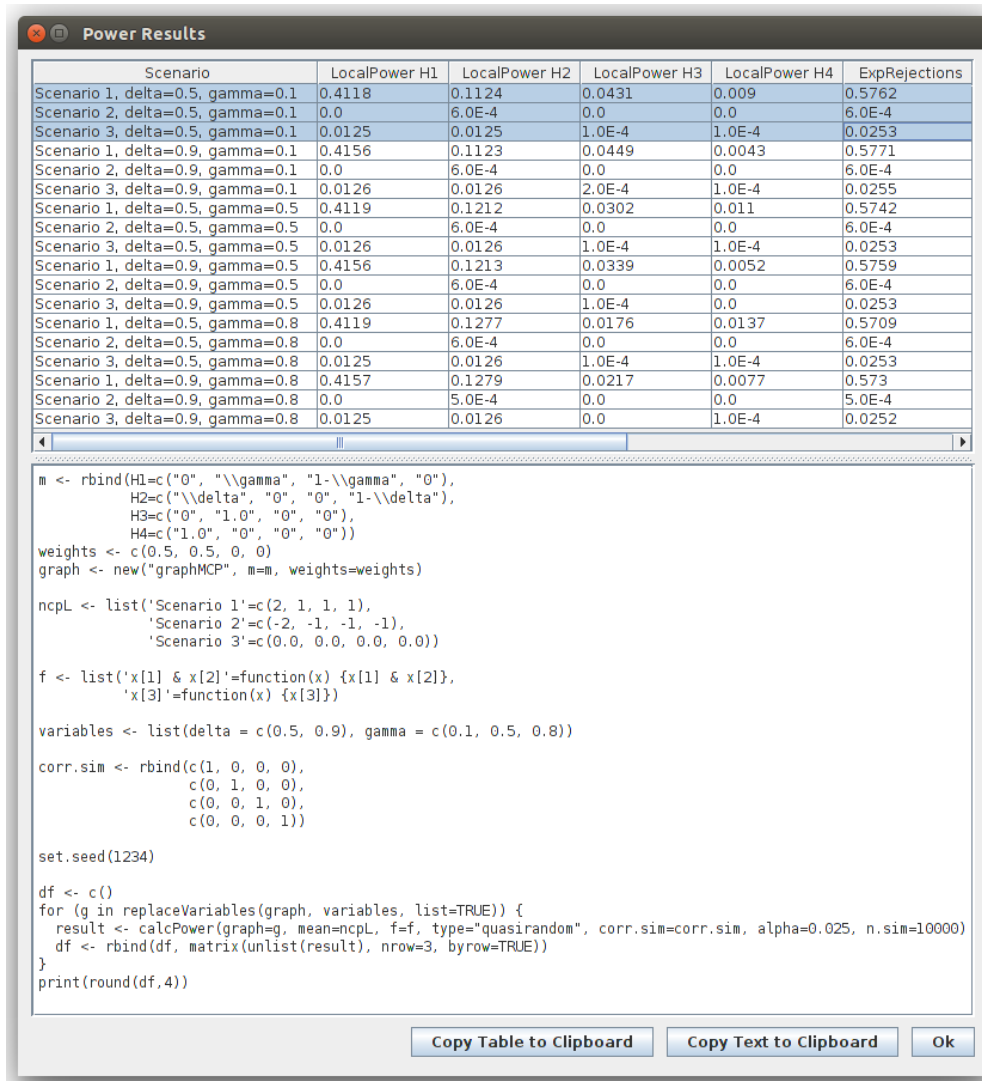 Power Results
Scenario LocalPower H1 LocalPower H2 LocalPower H3 LocalPower H4 ExpRejections
Scenario 1, delta=0.5, gamma=0.1 0.4118 0.1124 0.0431 0.009 0.5762
Scenario 2, delta=0.5, gamma=0.1 0.0 6.0E-4 0.0 0.0 6.0E-4
Scenario 3, delta=0.5, gamma=0.1 0.0125 0.0125 1.0E-4 1.0E-4 0.0253
Scenario 1, delta=0.9, gamma=0.1 0.4156 0.1123 0.0449 0.0043 0.5771
Scenario 2, delta=0.9, gamma=0.1 0.0 6.0E-4 0.0 0.0 6.0E-4
Scenario 3, delta=0.9, gamma=0.1 0.0126 0.0126 2.0E-4 1.0E-4 0.0255
Scenario 1, delta=0.5, gamma=0.5 0.4119 0.1212 0.0302 0.011 0.5742
Scenario 2, delta=0.5, gamma=0.5 0.0 6.0E-4 0.0 0.0 6.0E-4
Scenario 3, delta=0.5, gamma=0.5 0.0126 0.0126 1.0E-4 1.0E-4 0.0253
Scenario 1, delta=0.9, gamma=0.5 0.4156 0.1213 0.0339 0.0052 0.5759
Scenario 2, delta=0.9, gamma=0.5 0.0 6.0E-4 0.0 0.0 6.0E-4
Scenario 3, delta=0.9, gamma=0.5 0.0126 0.0126 1.0E-4 0.0 0.0253
Scenario 1, delta=0.5, gamma=0.8 0.4119 0.1277 0.0176 0.0137 0.5709
Scenario 2, delta=0.5, gamma=0.8 0.0 6.0E-4 0.0 0.0 6.0E-4
Scenario 3, delta=0.5, gamma=0.8 0.0125 0.0126 1.0E-4 1.0E-4 0.0253
Scenario 1, delta=0.9, gamma=0.8 0.4157 0.1279 0.0217 0.0077 0.573
Scenario 2, delta=0.9, gamma=0.8 0.0 5.0E-4 0.0 0.0 5.0E-4
Scenario 3, delta=0.9, gamma=0.8 0.0125 0.0126 0.0 1.0E-4 0.0252
m <- rbind(H1=c("0", "\\gamma", "1-\\gamma", "0"),
H2=c("\\delta", "0", "0", "1-\\delta"),
H3=c("0", "1.0", "0", "0"),
H4=c("1.0", "0", "0", "0"))
weights <- c(0.5, 0.5, 0, 0)
graph <- new("graphMCP", m=m, weights=weights)
ncpL <- list('Scenario 1'=c(2, 1, 1, 1),
'Scenario 2'=c(-2, -1, -1, -1),
'Scenario 3'=c(0.0, 0.0, 0.0, 0.0))
f <- list('x[1] & x[2]'=function(x) {x[1] & x[2]},
'x[3]'=function(x) {x[3]})
variables <- list(delta = c(0.5, 0.9), gamma = c(0.1, 0.5, 0.8))
corr.sim <- rbind(c(1, 0, 0, 0),
c(0, 1, 0, 0),
c(0, 0, 1, 0),
c(0, 0, 0, 1))
set.seed(1234)
df <- c()
for (g in replaceVariables(graph, variables, list=TRUE)) {
result <- calcPower(graph=g, mean=ncpL, f=f, type="quasirandom", corr.sim=corr.sim, alpha=0.025, n.sim=10000)
df <- rbind(df, matrix(unlist(result), nrow=3, byrow=TRUE))
}
print(round(df,4))
Copy Table to Clipboard Copy Text to Clipboard Ok